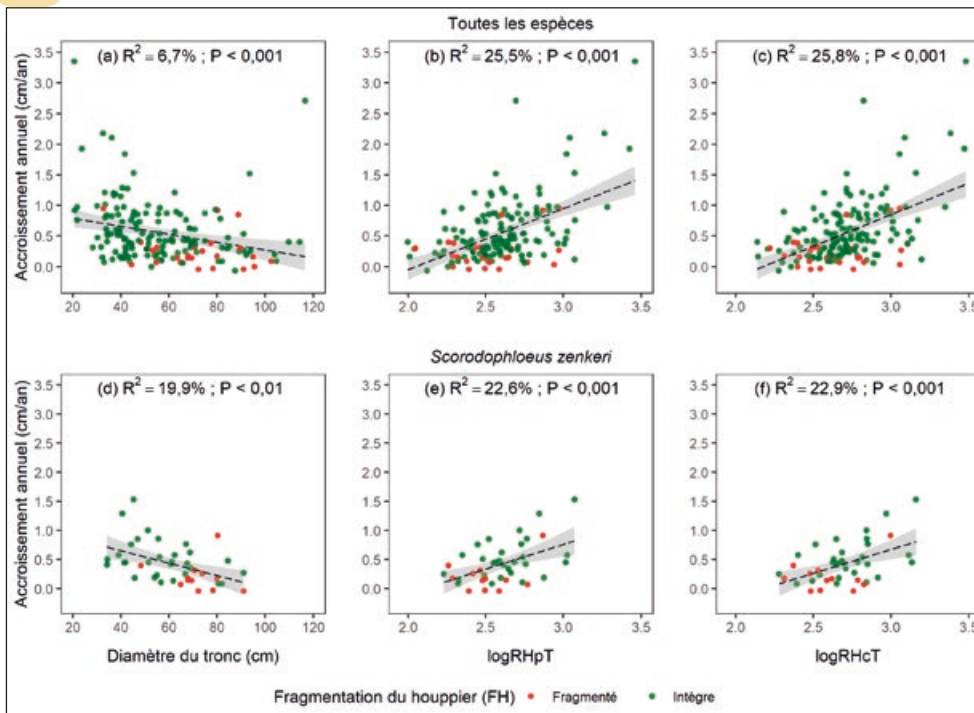 Toutes les espèces
(a) R² = 6,7% ; P < 0,001
(b) R² = 25,5% ; P < 0,001
(c) R² = 25,8% ; P < 0,001
Accroissement annuel (cm/an)
3.5
3.0
2.5
2.0
1.5
1.0
0.5
0.0
20 40 60 80 100 120
2.0 2.5 3.0 3.5
2.0 2.5 3.0 3.5
Scorodophloeus zenkeri
(d) R² = 19,9% ; P < 0,01
(e) R² = 22,6% ; P < 0,001
(f) R² = 22,9% ; P < 0,001
Accroissement annuel (cm/an)
3.5
3.0
2.5
2.0
1.5
1.0
0.5
0.0
20 40 60 80 100 120
2.0 2.5 3.0 3.5
2.0 2.5 3.0 3.5
Diamètre du tronc (cm)
logRHpT
logRHcT
Fragmentation du houppier (FH) Fragmenté Intègre